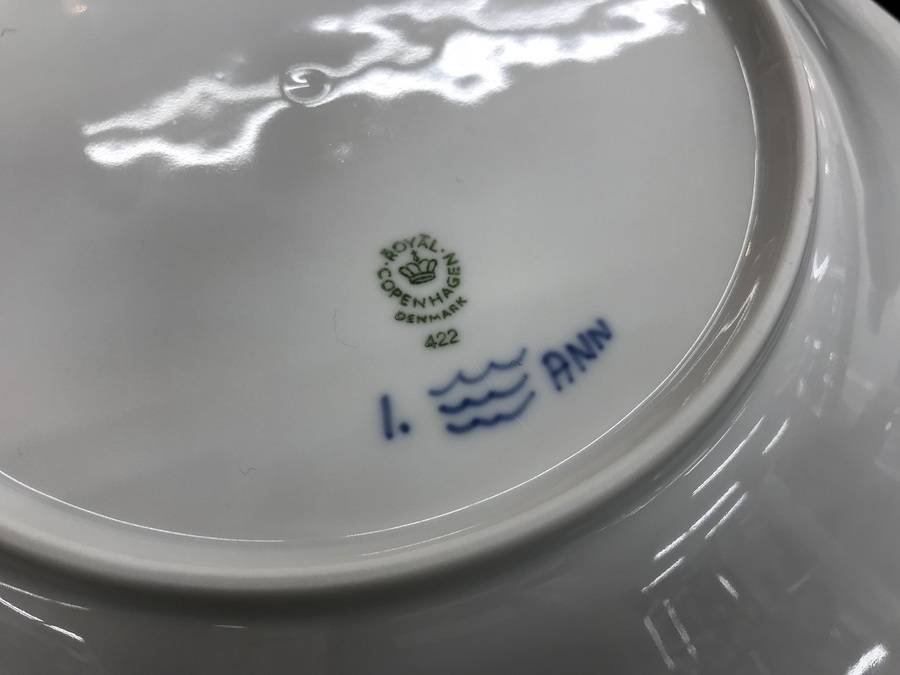 ROYAL COPENHAGEN
DENMARK
422
1. ANN